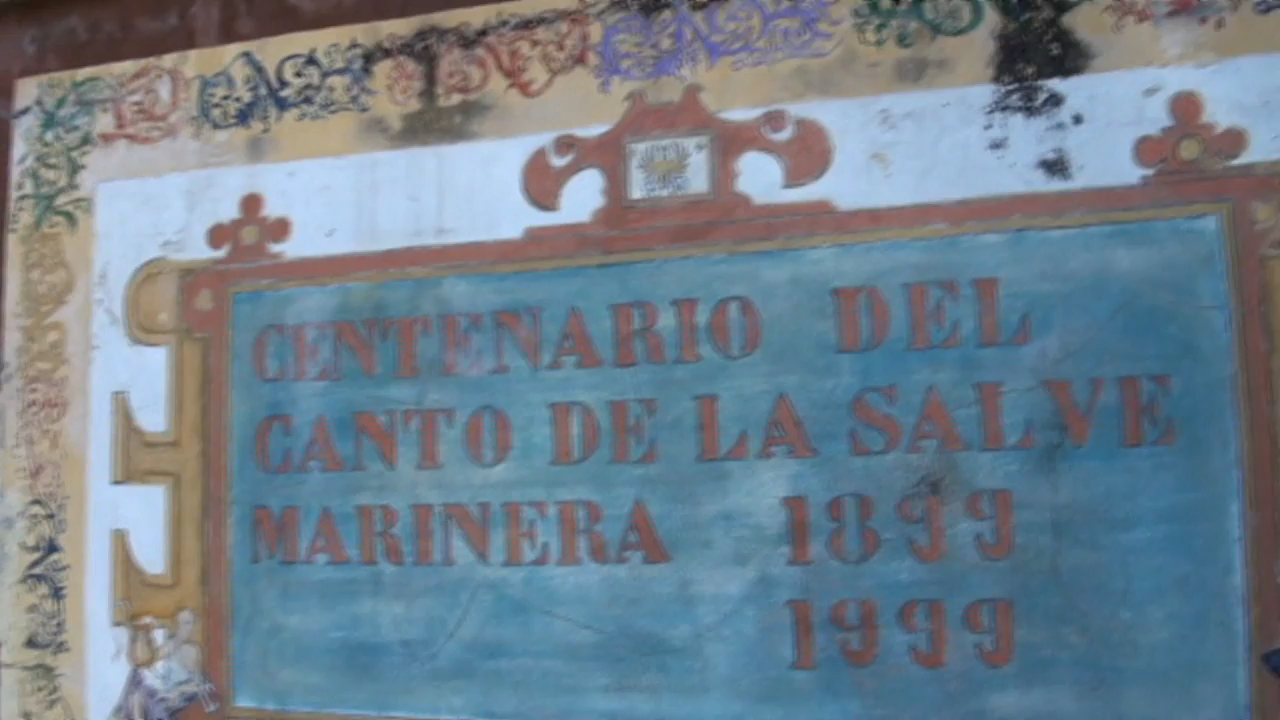 CENTENARIO DEL
CANTO DE LA SALVE
MARINERA 1899
1999